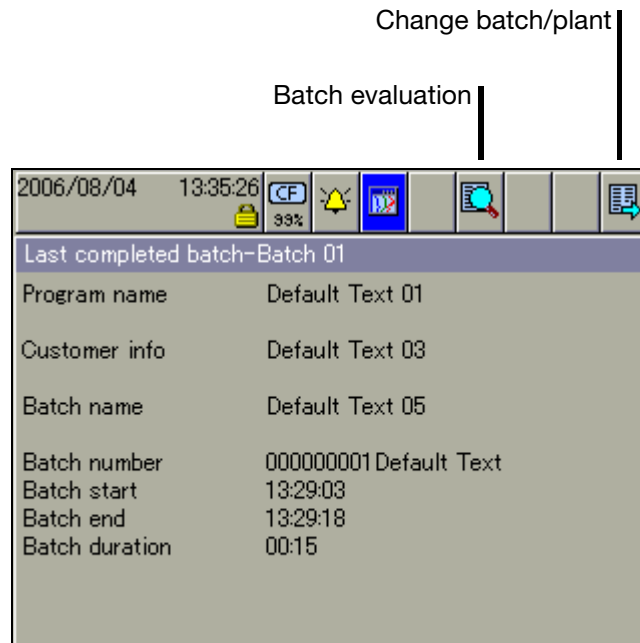 Change batch/plant
Batch evaluation
2006/08/04 13:35:26
CF
99%
Last completed batch-Batch 01
Program name Default Text 01
Customer info Default Text 03
Batch name Default Text 05
Batch number 000000001Default Text
Batch start 13:29:03
Batch end 13:29:18
Batch duration 00:15